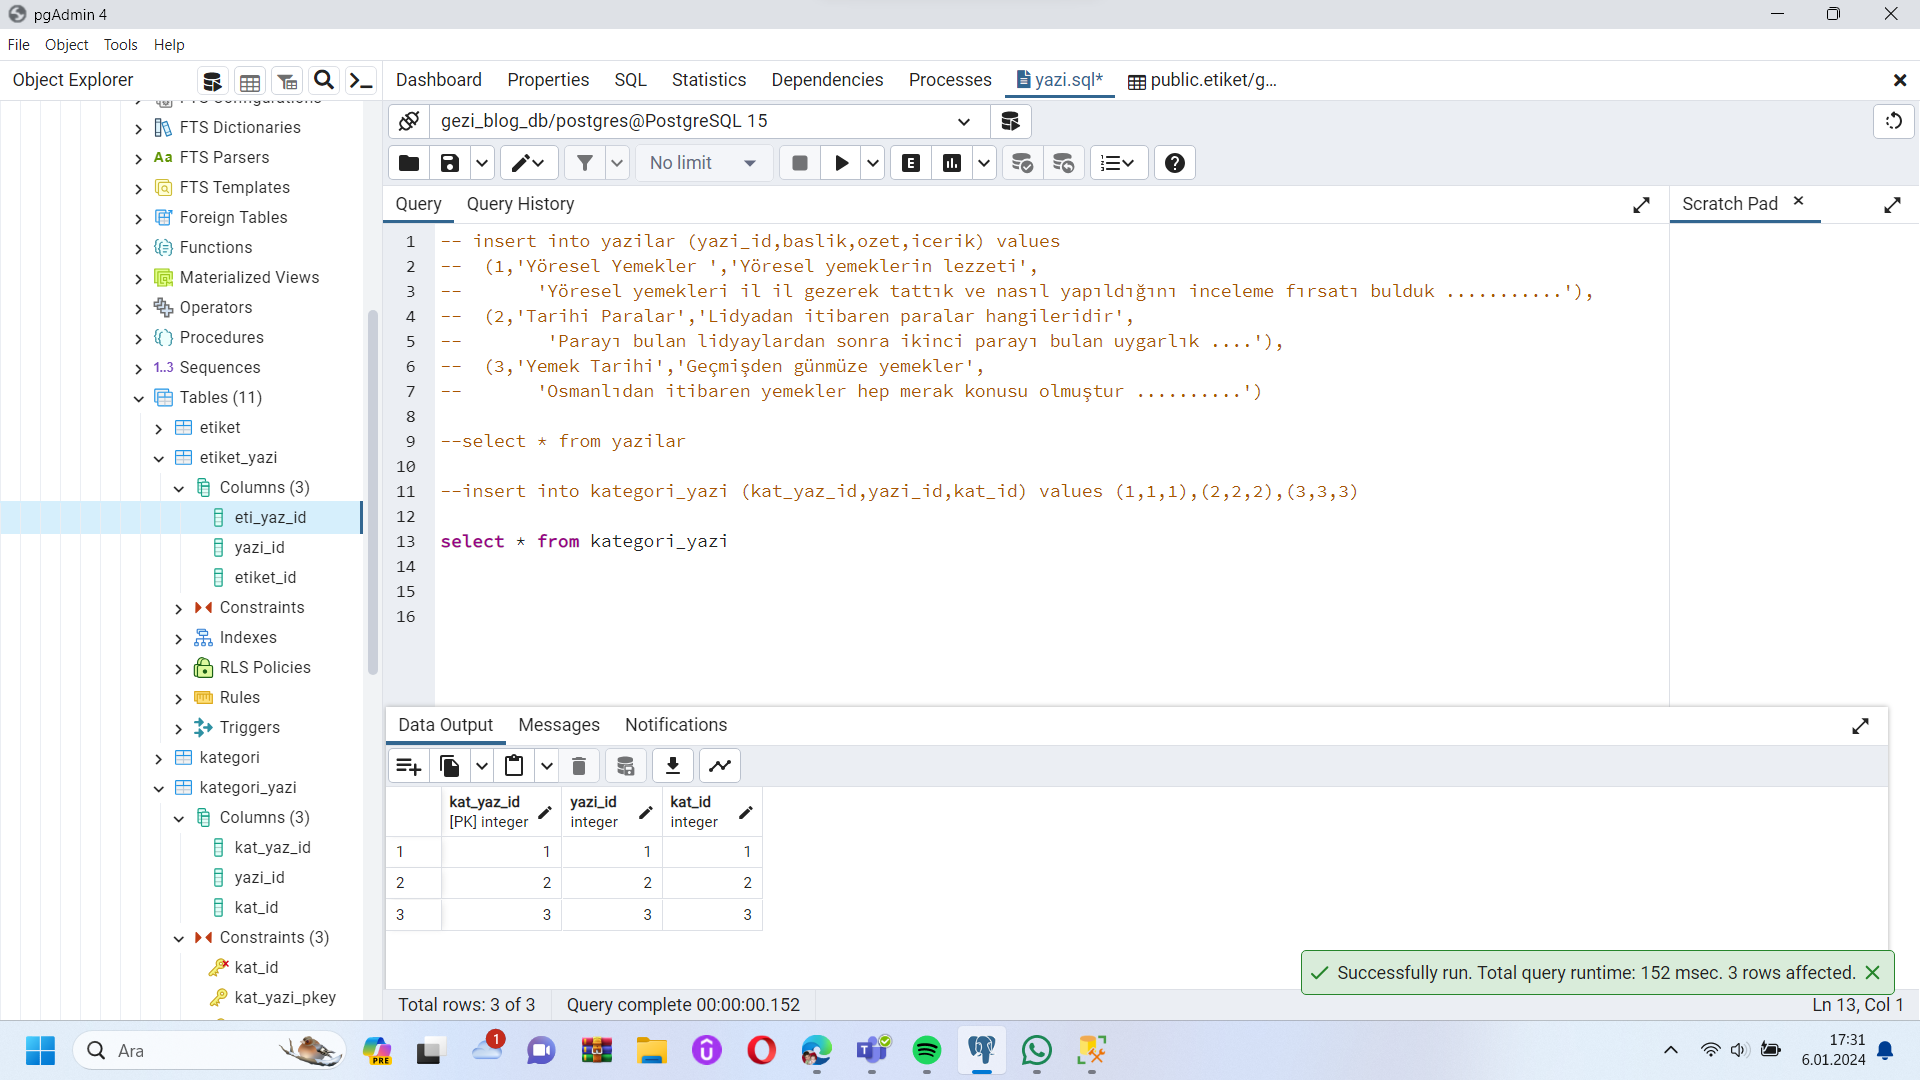 pgAdmin 4
File Object Tools Help
Object Explorer
Dashboard Properties SQL Statistics Dependencies Processes yazi.sql* public.etiket/g...
FTS Configurations
FTS Dictionaries
Aa FTS Parsers
FTS Templates
Foreign Tables
Functions
Materialized Views
Operators
Procedures
1..3 Sequences
Tables (11)
etiket
etiket_yazi
Columns (3)
eti_yaz_id
yazi_id
etiket_id
Constraints
Indexes
RLS Policies
Rules
Triggers
kategori
kategori_yazi
Columns (3)
kat_yaz_id
yazi_id
kat_id
Constraints (3)
kat_id
kat_yazi_pkey
gezi_blog_db/postgres@PostgreSQL 15
No limit
E
Query Query History
Scratch Pad
1 -- insert into yazilar (yazi_id,baslik,ozet,icerik) values
2 -- (1,'Yöresel Yemekler ','Yöresel yemeklerin lezzeti',
3 -- 'Yöresel yemekleri il il gezerek tattık ve nasıl yapıldığını inceleme fırsatı bulduk ...........'),
4 -- (2,'Tarihi Paralar','Lidyadan itibaren paralar hangileridir',
5 -- 'Parayı bulan lidyaylardan sonra ikinci parayı bulan uygarlık ....'),
6 -- (3,'Yemek Tarihi','Geçmişden günmüze yemekler',
7 -- 'Osmanlıdan itibaren yemekler hep merak konusu olmuştur ..........')
8
9 --select * from yazilar
10
11 --insert into kategori_yazi (kat_yaz_id,yazi_id,kat_id) values (1,1,1),(2,2,2),(3,3,3)
12
13 select * from kategori_yazi
14
15
16
Data Output Messages Notifications
kat_yaz_id yazi_id kat_id
[PK] integer integer integer
1 1 1 1
2 2 2 2
3 3 3 3
Successfully run. Total query runtime: 152 msec. 3 rows affected.
Total rows: 3 of 3 Query complete 00:00:00.152 Ln 13, Col 1
Ara
PRE
1
17:31
6.01.2024